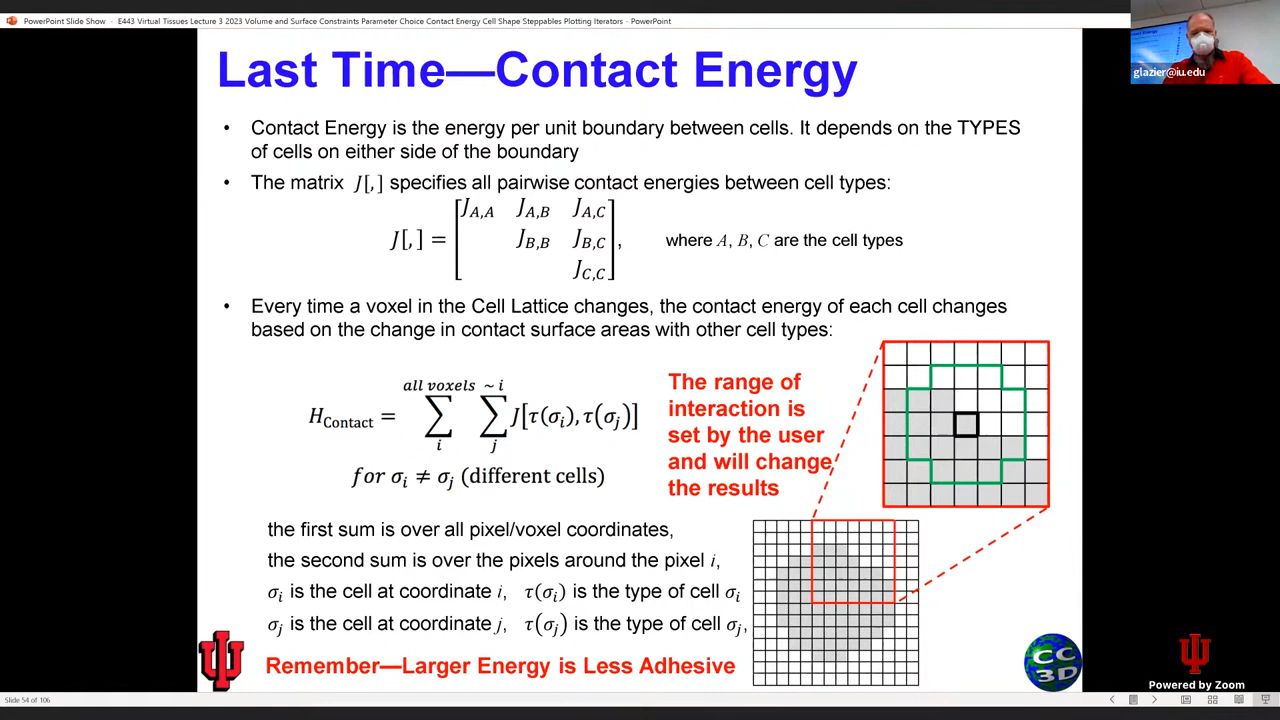 PowerPoint Slide Show - E443 Virtual Tissues Lecture 3 2023 Volume and Surface Constraints Parameter Choice Contact Energy Cell Shape Steppables Plotting Iterators - PowerPoint
glazier@iu.edu
Last Time—Contact Energy
• Contact Energy is the energy per unit boundary between cells. It depends on the TYPES
of cells on either side of the boundary
• The matrix J[,] specifies all pairwise contact energies between cell types:
J[,] = [J_{A,A} J_{A,B} J_{A,C}
J_{B,B} J_{B,C}
J_{C,C}], where A, B, C are the cell types
• Every time a voxel in the Cell Lattice changes, the contact energy of each cell changes
based on the change in contact surface areas with other cell types:
all voxels ~i
H_{Contact} = ∑ ∑ J[τ(σ_i), τ(σ_j)]
i j
for σ_i ≠ σ_j (different cells)
The range of
interaction is
set by the user
and will change
the results
the first sum is over all pixel/voxel coordinates,
the second sum is over the pixels around the pixel i,
σ_i is the cell at coordinate i, τ(σ_i) is the type of cell σ_i
σ_j is the cell at coordinate j, τ(σ_j) is the type of cell σ_j,
Remember—Larger Energy is Less Adhesive
CC
3D
Powered by Zoom
Slide 54 of 106